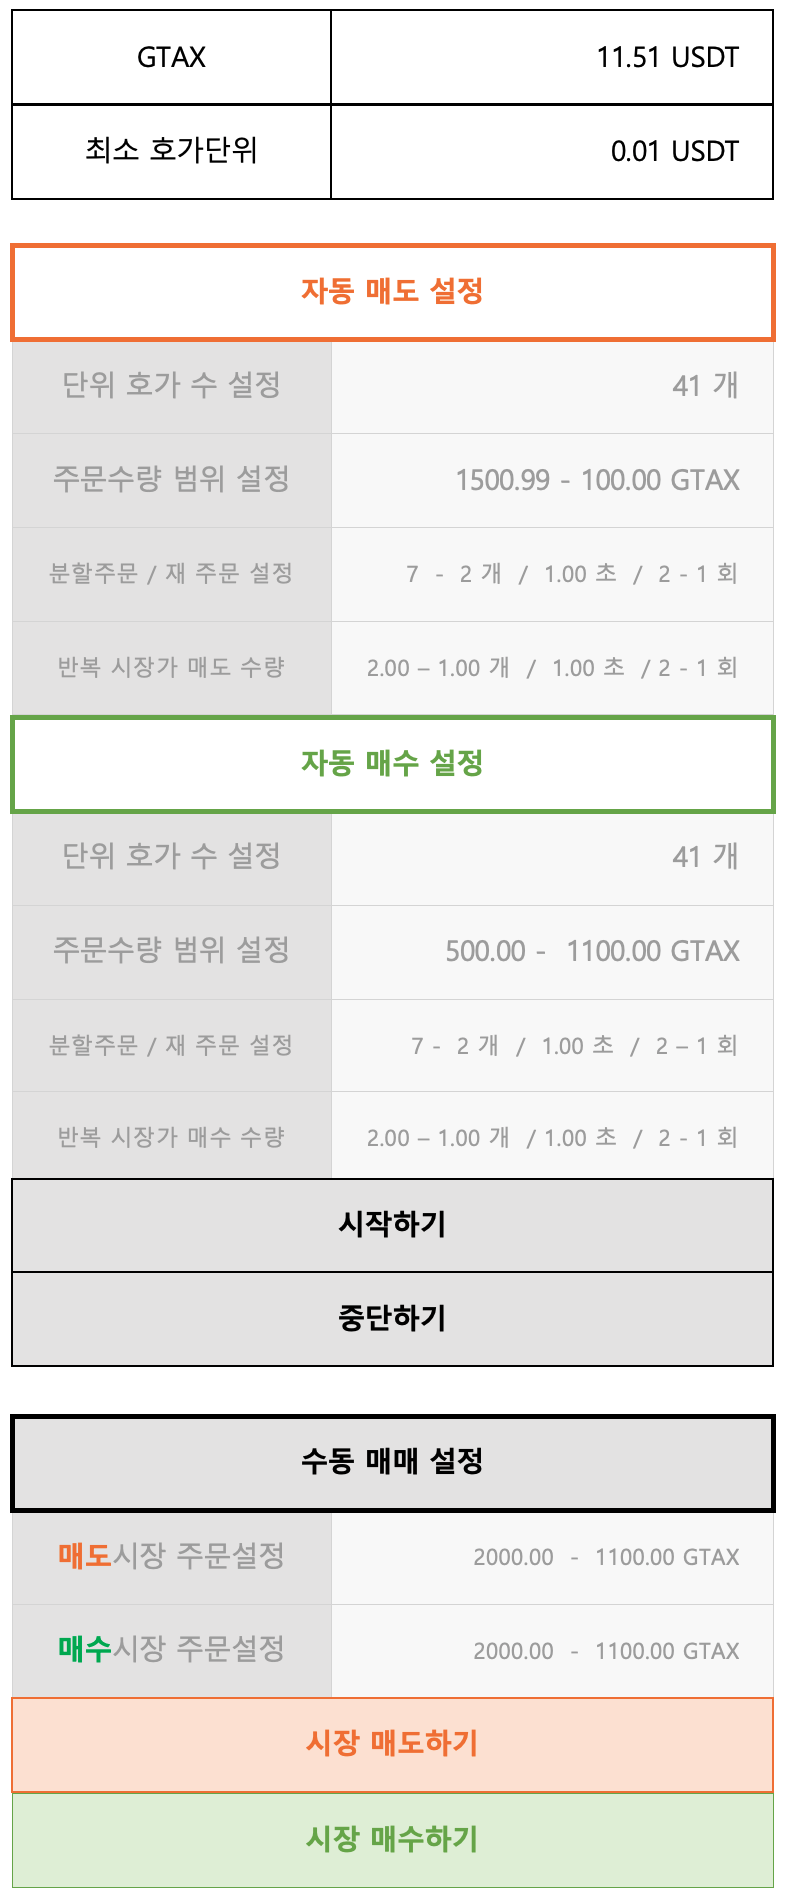 GTAX 11.51 USDT
최소 호가단위 0.01 USDT
자동 매도 설정
단위 호가 수 설정 41 개
주문수량 범위 설정 1500.99 - 100.00 GTAX
분할주문 / 재 주문 설정 7 - 2 개 / 1.00 초 / 2 - 1 회
반복 시장가 매도 수량 2.00 – 1.00 개 / 1.00 초 / 2 - 1 회
자동 매수 설정
단위 호가 수 설정 41 개
주문수량 범위 설정 500.00 - 1100.00 GTAX
분할주문 / 재 주문 설정 7 - 2 개 / 1.00 초 / 2 – 1 회
반복 시장가 매수 수량 2.00 – 1.00 개 / 1.00 초 / 2 - 1 회
시작하기
중단하기
수동 매매 설정
매도시장 주문설정 2000.00 - 1100.00 GTAX
매수시장 주문설정 2000.00 - 1100.00 GTAX
시장 매도하기
시장 매수하기